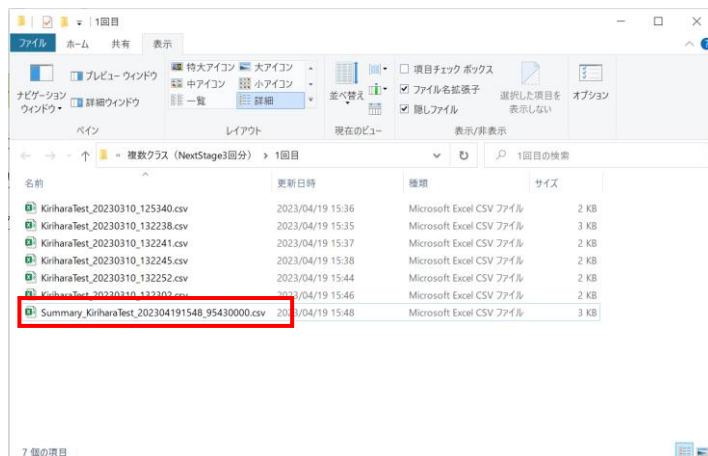 1回目
ファイル ホーム 共有 表示
ナビゲーション
ウィンドウ
プレビュー ウィンドウ
詳細ウィンドウ
ペイン
特大アイコン 大アイコン
中アイコン 小アイコン
一覧 詳細
レイアウト
並べ替え
現在のビュー
項目チェック ボックス
ファイル名拡張子
隠しファイル
選択した項目を
表示しない
表示/非表示
オプション
« 複数クラス（NextStage3回分） > 1回目
1回目の検索
名前 更新日時 種類 サイズ
KiriharaTest_20230310_125340.csv 2023/04/19 15:36 Microsoft Excel CSV ファイル 2 KB
KiriharaTest_20230310_132238.csv 2023/04/19 15:35 Microsoft Excel CSV ファイル 3 KB
KiriharaTest_20230310_132241.csv 2023/04/19 15:37 Microsoft Excel CSV ファイル 2 KB
KiriharaTest_20230310_132245.csv 2023/04/19 15:38 Microsoft Excel CSV ファイル 2 KB
KiriharaTest_20230310_132252.csv 2023/04/19 15:44 Microsoft Excel CSV ファイル 2 KB
KiriharaTest_20230310_132302.csv 2023/04/19 15:46 Microsoft Excel CSV ファイル 2 KB
Summary_KiriharaTest_202304191548_95430000.csv 2023/04/19 15:48 Microsoft Excel CSV ファイル 3 KB
7 個の項目